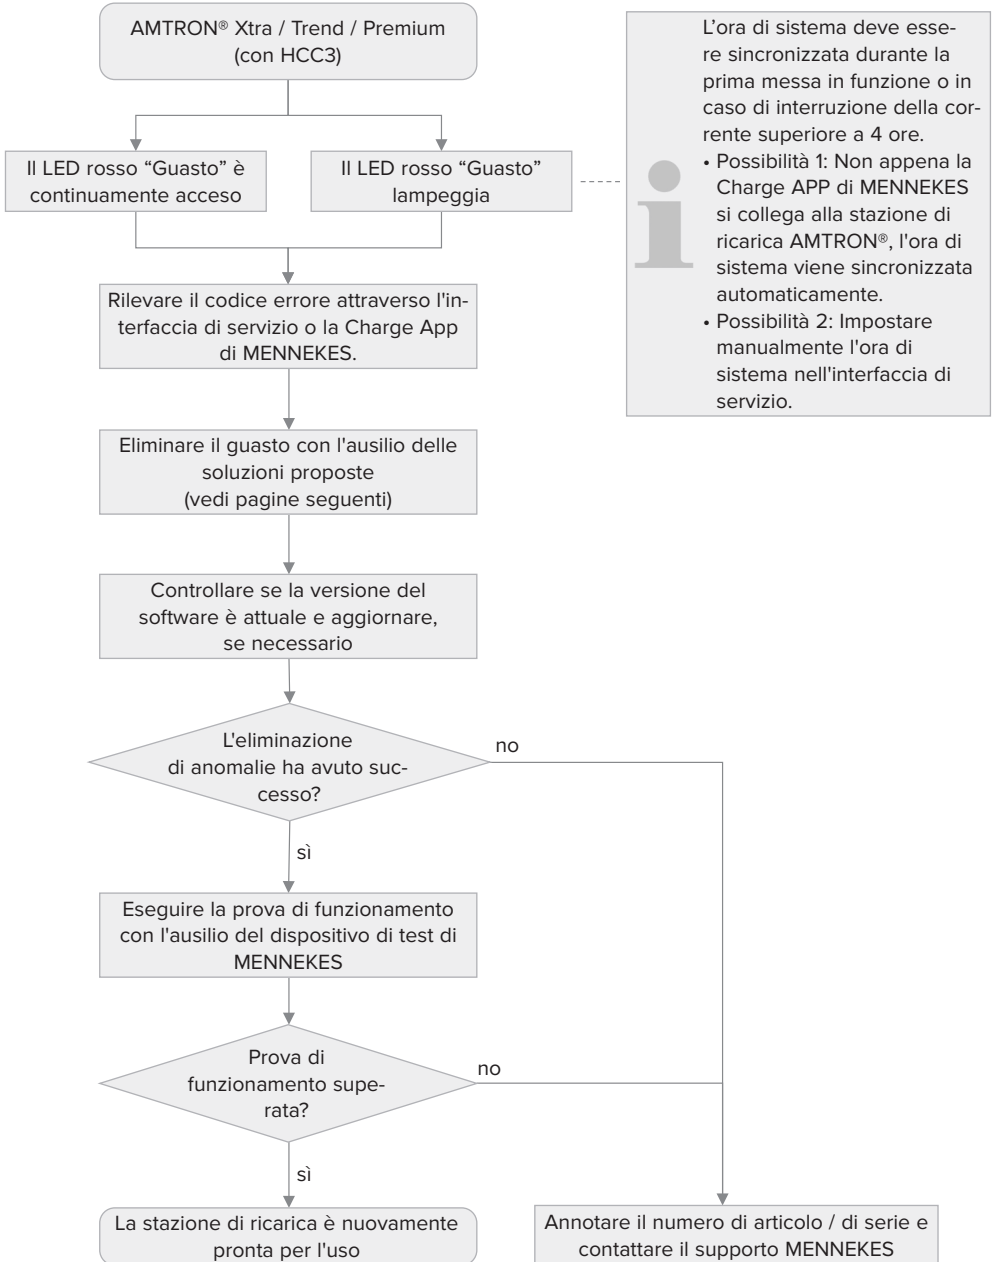 AMTRON® Xtra / Trend / Premium
(con HCC3)
Il LED rosso “Guasto” è
continuamente acceso
Il LED rosso “Guasto”
lampeggia
L’ora di sistema deve esse-
re sincronizzata durante la
prima messa in funzione o in
caso di interruzione della cor-
rente superiore a 4 ore.
• Possibilità 1: Non appena la
Charge APP di MENNEKES
si collega alla stazione di
ricarica AMTRON®, l'ora di
sistema viene sincronizzata
automaticamente.
• Possibilità 2: Impostare
manualmente l'ora di
sistema nell'interfaccia di
servizio.
Rilevare il codice errore attraverso l'in-
terfaccia di servizio o la Charge App
di MENNEKES.
Eliminare il guasto con l'ausilio delle
soluzioni proposte
(vedi pagine seguenti)
Controllare se la versione del
software è attuale e aggiornare,
se necessario
L'eliminazione
di anomalie ha avuto suc-
cesso?
no
sì
Eseguire la prova di funzionamento
con l'ausilio del dispositivo di test di
MENNEKES
Prova di
funzionamento supe-
rata?
no
sì
La stazione di ricarica è nuovamente
pronta per l'uso
Annotare il numero di articolo / di serie e
contattare il supporto MENNEKES